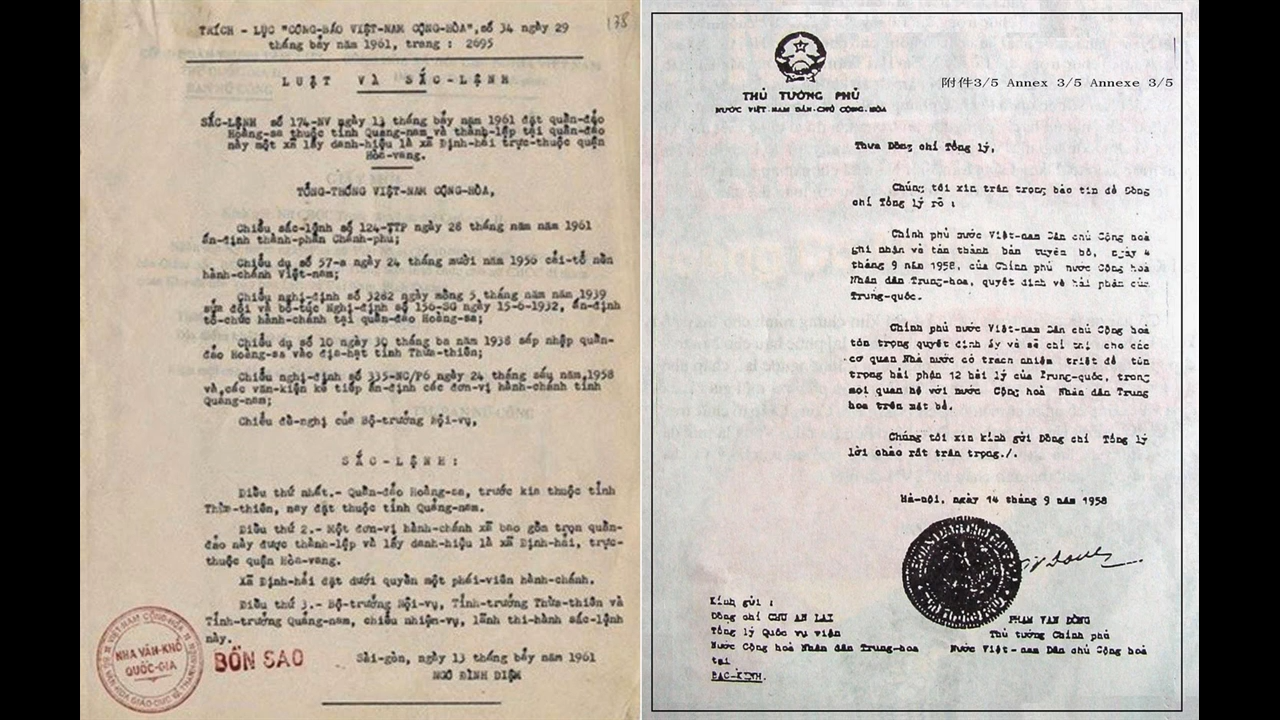 178
TRÍCH - LỤC "CÔNG-BÁO VIỆT-NAM CỘNG-HÒA", số 34 ngày 29
tháng bảy năm 1961, trang : 2695
LUẬT VÀ SẮC-LỆNH
SẮC-LỆNH số 174-NV ngày 13 tháng bảy năm 1961 đặt quần-đảo
Hoàng-sa thuộc tỉnh Quảng-nam và thành-lập tại quần-đảo
này một xã lấy danh-hiệu là xã Định-hải trực-thuộc quận
Hòa-vang.
TỔNG-THỐNG VIỆT-NAM CỘNG-HÒA,
Chiếu sắc-lệnh số 124-TTP ngày 28 tháng năm năm 1961
ấn-định thành-phần Chánh-phủ;
Chiếu dụ số 57-a ngày 24 tháng mười năm 1956 cải-tổ nền
hành-chánh Việt-nam;
Chiếu nghị-định số 3282 ngày mồng 5 tháng năm năm 1939
sửa đổi và bổ-túc Nghị-định số 156-SC ngày 15-6-1932, ấn-định
tổ-chức hành-chánh tại quần-đảo Hoàng-sa;
Chiếu dụ số 10 ngày 30 tháng ba năm 1938 sáp nhập quần-
đảo Hoàng-sa vào địa-hạt tỉnh Thừa-thiên;
Chiếu nghị-định số 335-NC/P6 ngày 24 tháng sáu năm 1958
và các văn-kiện kế tiếp ấn-định các đơn-vị hành-chánh tỉnh
Quảng-nam;
Chiếu đề-nghị của Bộ-trưởng Nội-vụ,
SẮC-LỆNH :
Điều thứ nhất.- Quần-đảo Hoàng-sa, trước kia thuộc tỉnh
Thừa-thiên, nay đặt thuộc tỉnh Quảng-nam.
Điều thứ 2.- Một đơn-vị hành-chánh xã bao gồm trọn quần-
đảo này được thành-lập và lấy danh-hiệu là xã Định-hải, trực-
thuộc quận Hòa-vang.
Xã Định-hải đặt dưới quyền một phái-viên hành-chánh.
Điều thứ 3.- Bộ-trưởng Nội-vụ, Tỉnh-trưởng Thừa-thiên và
Tỉnh-trưởng Quảng-nam, chiếu nhiệm-vụ, lãnh thi-hành sắc-lệnh
này.
Sài-gòn, ngày 13 tháng bảy năm 1961
NGÔ ĐÌNH DIỆM
NHA VĂN-KHỐ
QUỐC-GIA
BỔN SAO
附件3/5 Annex 3/5 Annexe 3/5
THỦ TƯỚNG PHỦ
NƯỚC VIỆT-NAM DÂN-CHỦ CỘNG-HÒA
Thưa Đồng chí Tổng lý,
Chúng tôi xin trân trọng báo tin để Đồng
chí Tổng lý rõ :
Chính phủ nước Việt-nam Dân chủ Cộng hoà
ghi nhận và tán thành bản tuyên bố, ngày 4
tháng 9 năm 1958, của Chính phủ nước Cộng hoà
Nhân dân Trung-hoa, quyết định về hải phận của
Trung-quốc.
Chính phủ nước Việt-nam Dân chủ Cộng hoà
tôn trọng quyết định ấy và sẽ chỉ thị cho các
cơ quan Nhà nước có trách nhiệm triệt để tôn
trọng hải phận 12 hải lý của Trung-quốc, trong
mọi quan hệ với nước Cộng hoà Nhân dân Trung
hoa trên mặt bể.
Chúng tôi xin kính gửi Đồng chí Tổng lý
lời chào rất trân trọng./.
Hà-nội, ngày 14 tháng 9 năm 1958
Kính gửi :
Đồng chí CHU AN LAI
Tổng lý Quốc vụ viện
Nước Cộng hoà Nhân dân Trung-hoa
tại
BẮC-KINH.
PHẠM VĂN ĐỒNG
Thủ tướng Chính phủ
Nước Việt-nam Dân chủ Cộng hoà